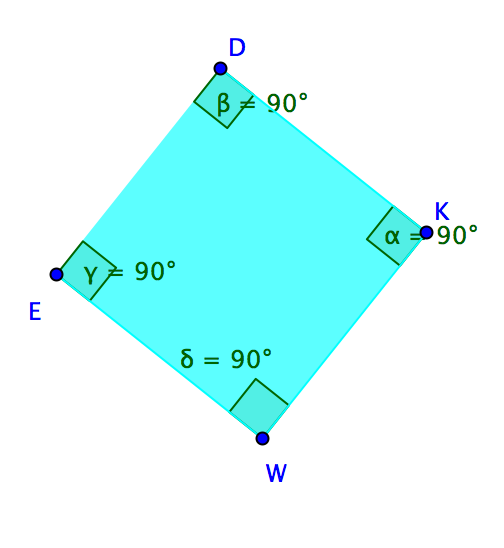 D
β = 90°
K
α = 90°
γ = 90°
E
δ = 90°
W